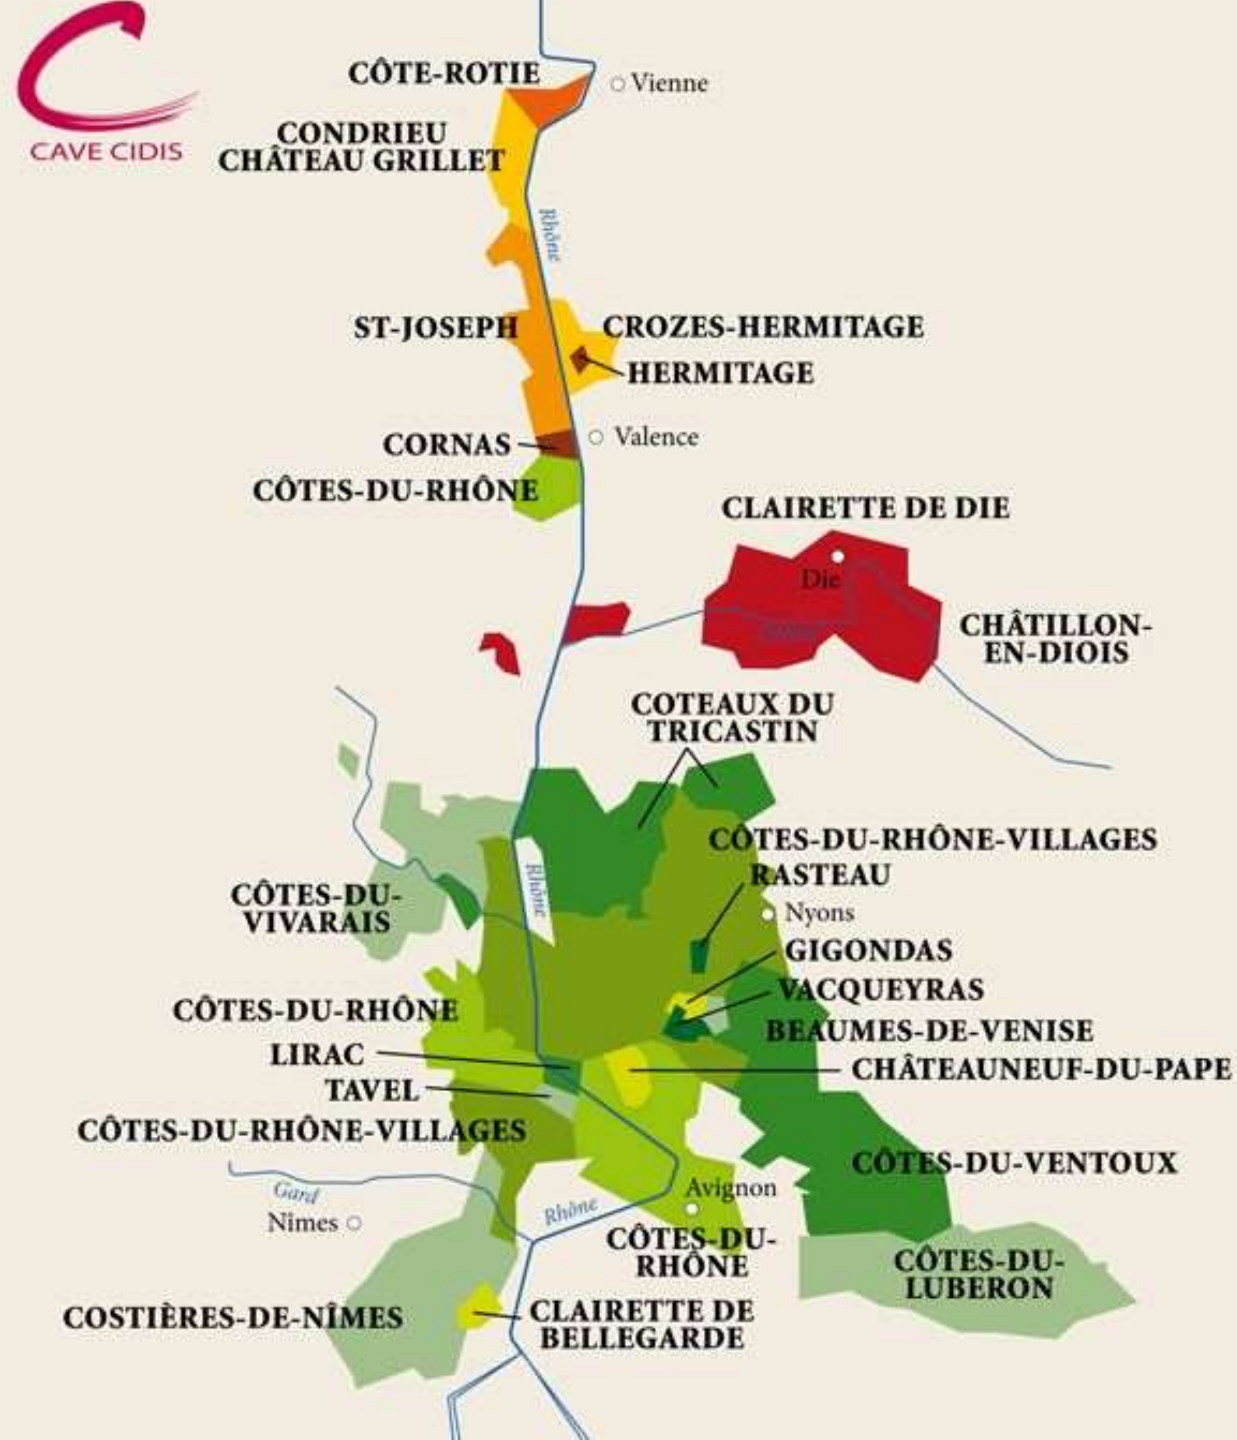 CÔTE-ROTIE
Vienne
CAVE CIDIS
CONDRIEU
CHÂTEAU GRILLET
Rhône
ST-JOSEPH
CROZES-HERMITAGE
HERMITAGE
CORNAS
Valence
CÔTES-DU-RHÔNE
CLAIRETTE DE DIE
Die
CHÂTILLON-
EN-DIOIS
COTEAUX DU
TRICASTIN
CÔTES-DU-RHÔNE-VILLAGES
RASTEAU
Rhône
CÔTES-DU-
VIVARAIS
Nyons
GIGONDAS
VACQUEYRAS
CÔTES-DU-RHÔNE
BEAUMES-DE-VENISE
LIRAC
CHÂTEAUNEUF-DU-PAPE
TAVEL
CÔTES-DU-RHÔNE-VILLAGES
CÔTES-DU-VENTOUX
Gard
Avignon
Nîmes
Rhône
CÔTES-DU-
RHÔNE
CÔTES-DU-
LUBERON
COSTIÈRES-DE-NÎMES
CLAIRETTE DE
BELLEGARDE